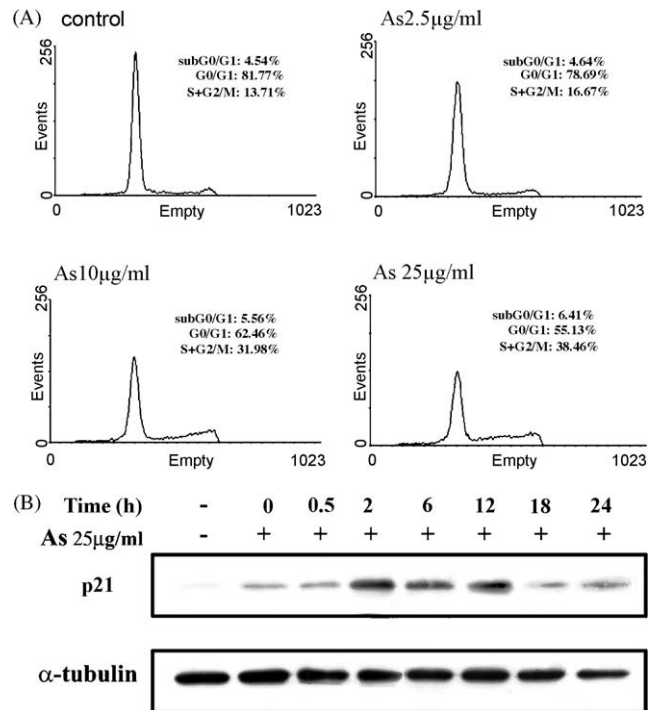 (A)
control
256
Events
0
subG0/G1: 4.54%
G0/G1: 81.77%
S+G2/M: 13.71%
0 Empty 1023
As2.5µg/ml
256
Events
0
subG0/G1: 4.64%
G0/G1: 78.69%
S+G2/M: 16.67%
0 Empty 1023
As10µg/ml
256
Events
0
subG0/G1: 5.56%
G0/G1: 62.46%
S+G2/M: 31.98%
0 Empty 1023
As 25µg/ml
256
Events
0
subG0/G1: 6.41%
G0/G1: 55.13%
S+G2/M: 38.46%
0 Empty 1023
(B) Time (h) - 0 0.5 2 6 12 18 24
As 25µg/ml - + + + + + + +
p21
α-tubulin